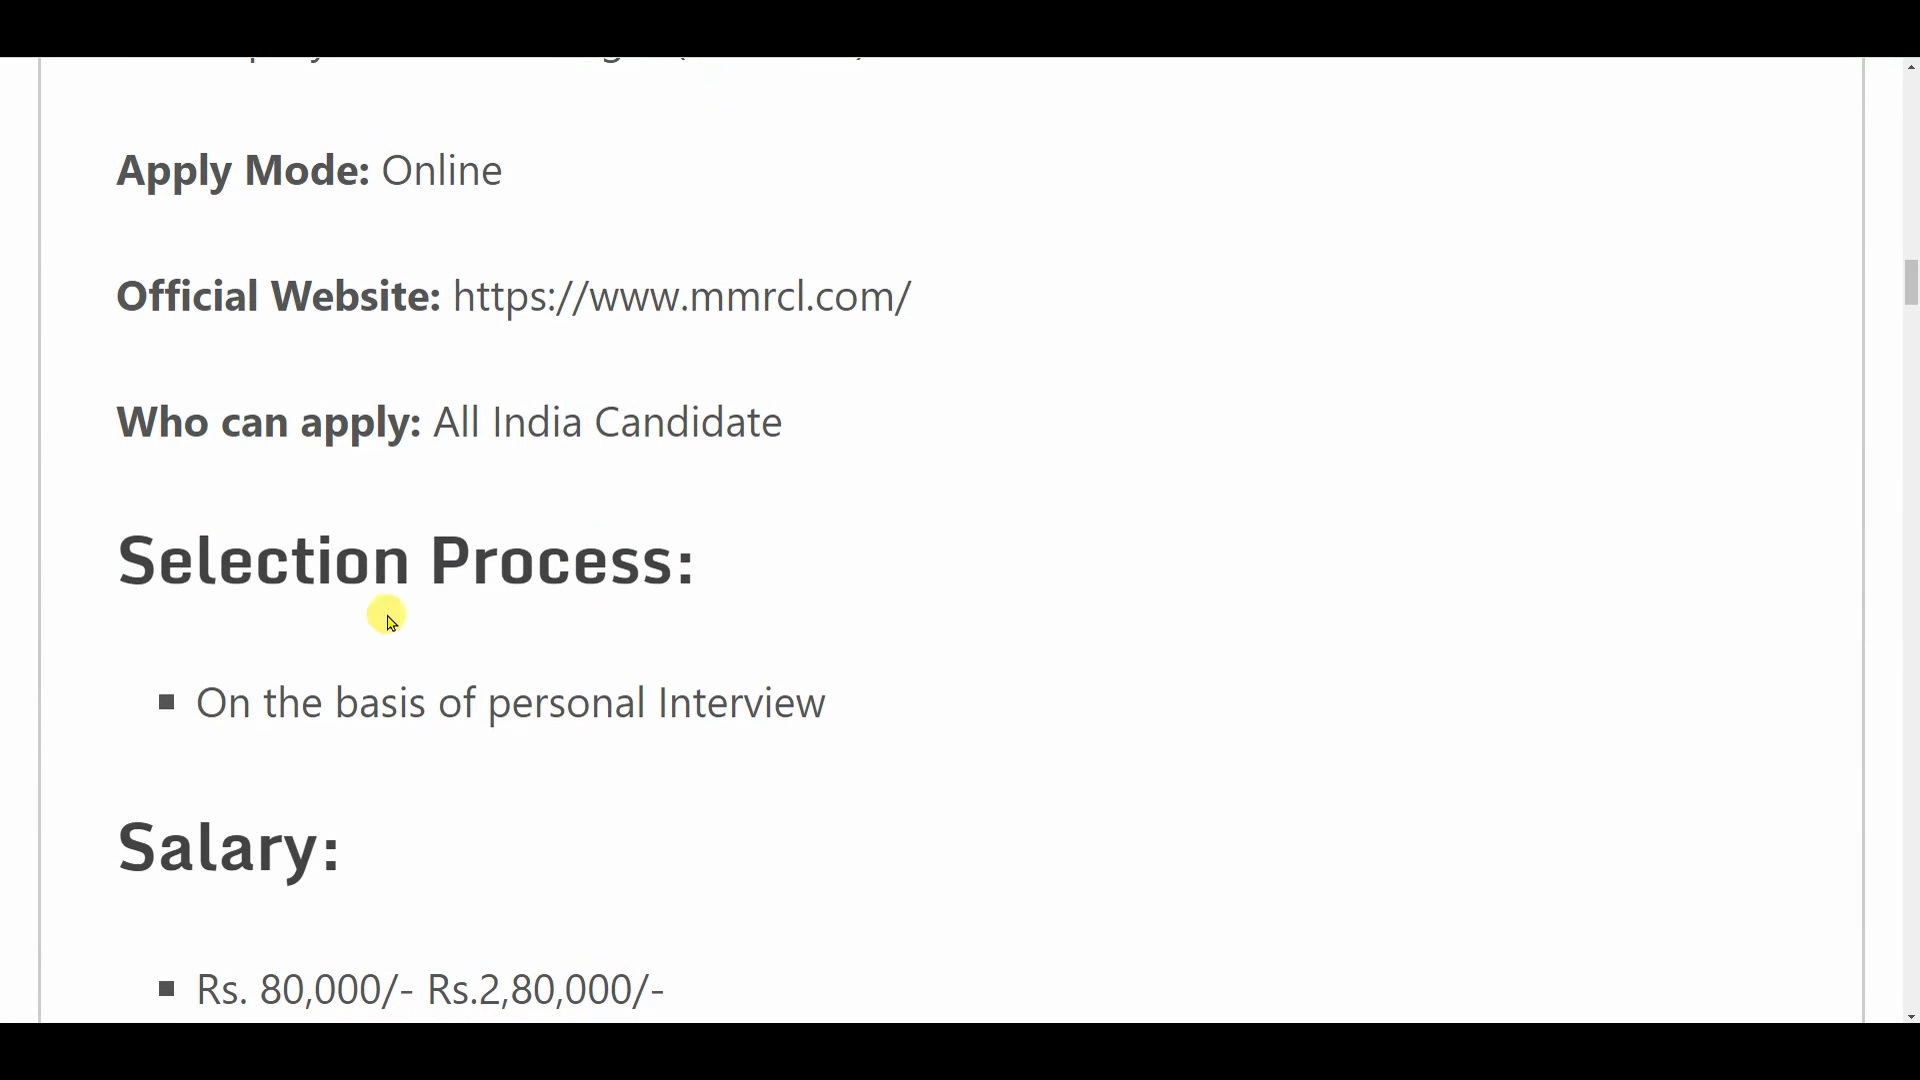 Apply Mode: Online
Official Website: https://www.mmrcl.com/
Who can apply: All India Candidate
Selection Process:
On the basis of personal Interview
Salary:
Rs. 80,000/- Rs.2,80,000/-